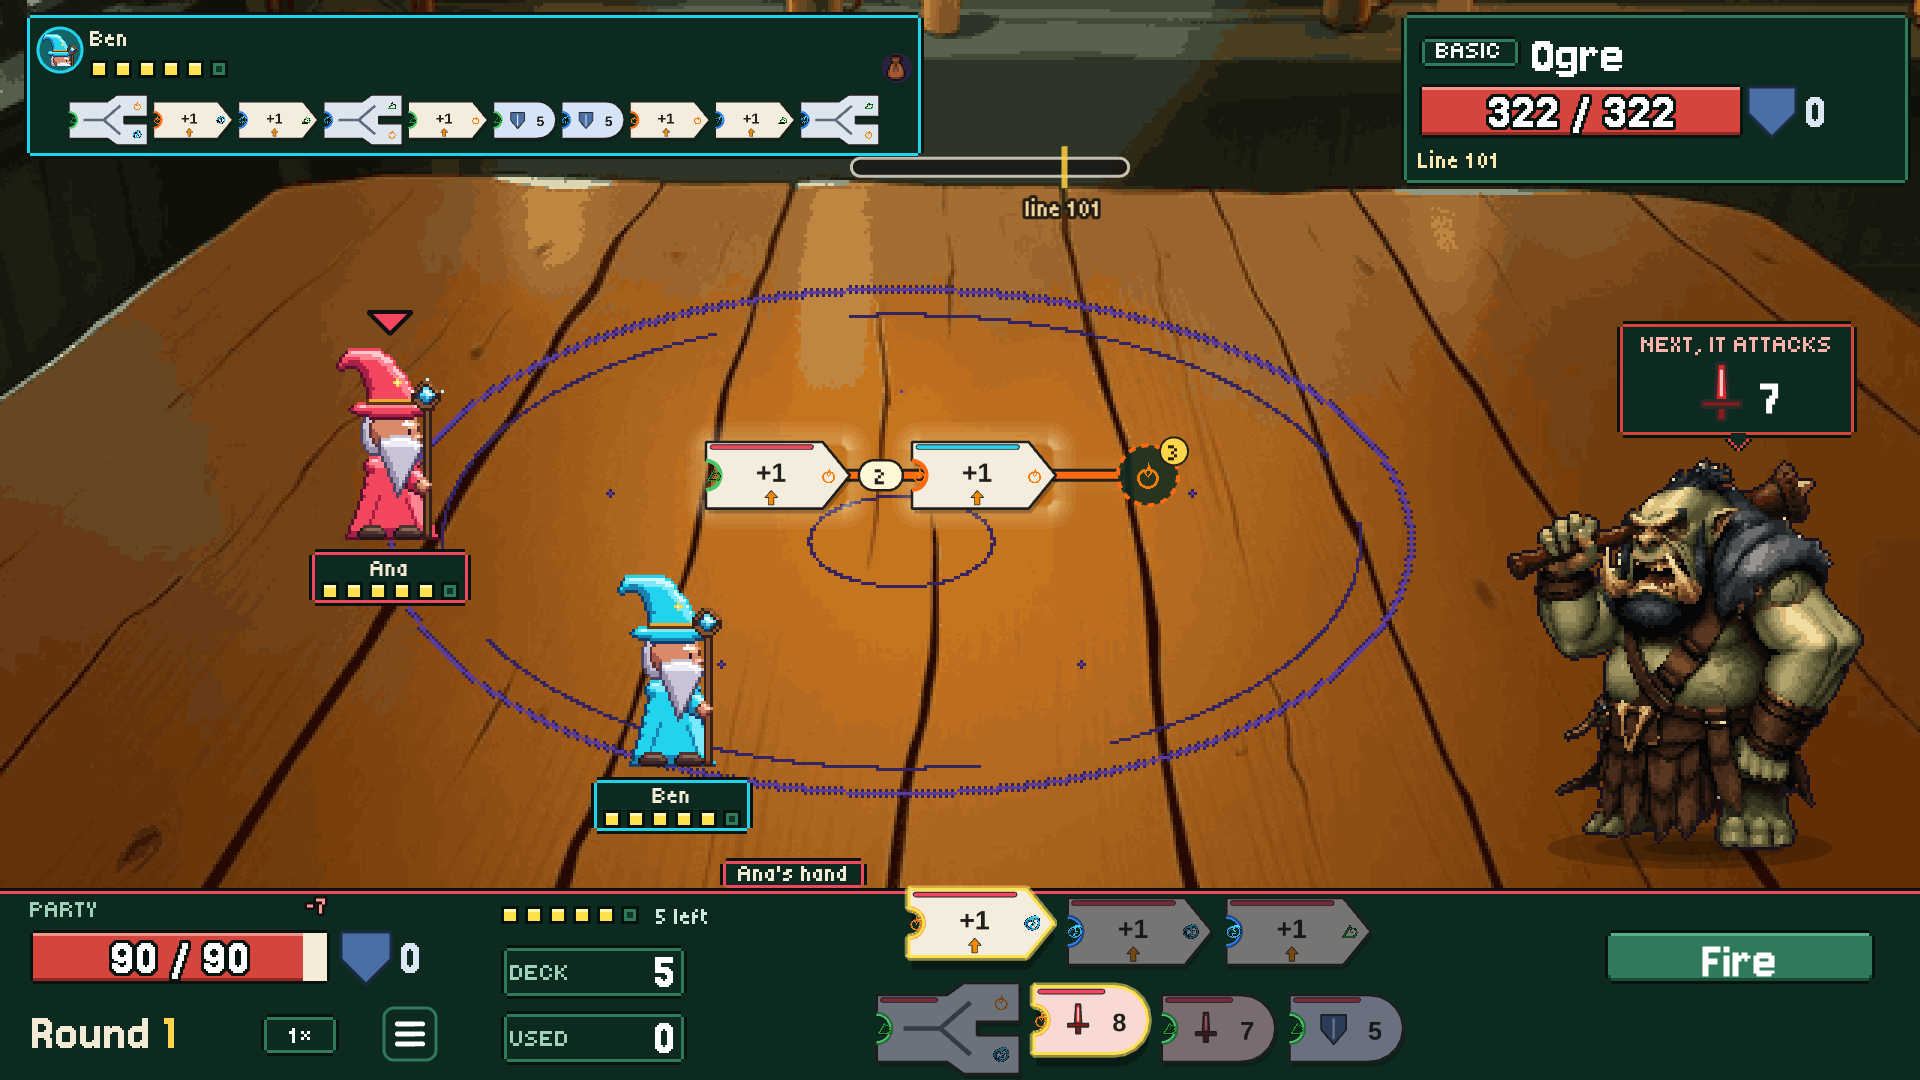 Ben
+1
+1
+1
5
5
+1
+1
BASIC Ogre
322 / 322
0
Line 101
line 101
NEXT, IT ATTACKS
7
+1
2
+1
3
Ana
Ben
Ana's hand
PARTY
-7
90 / 90
0
Round 1
1x
5 left
DECK 5
USED 0
+1
+1
+1
8
7
5
Fire